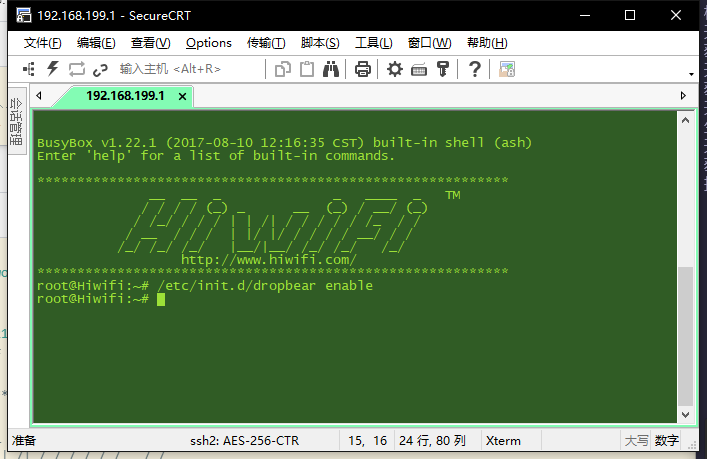 192.168.199.1 - SecureCRT
文件(F) 编辑(E) 查看(V) Options 传输(T) 脚本(S) 工具(L) 窗口(W) 帮助(H)
输入主机 <Alt+R>
会话管理
192.168.199.1
BusyBox v1.22.1 (2017-08-10 12:16:35 CST) built-in shell (ash)
Enter 'help' for a list of built-in commands.
***********************************************************
HiWiFi TM
http://www.hiwifi.com/
***********************************************************
root@Hiwifi:~# /etc/init.d/dropbear enable
root@Hiwifi:~#
准备 ssh2: AES-256-CTR 15, 16 24 行, 80 列 Xterm 大写 数字